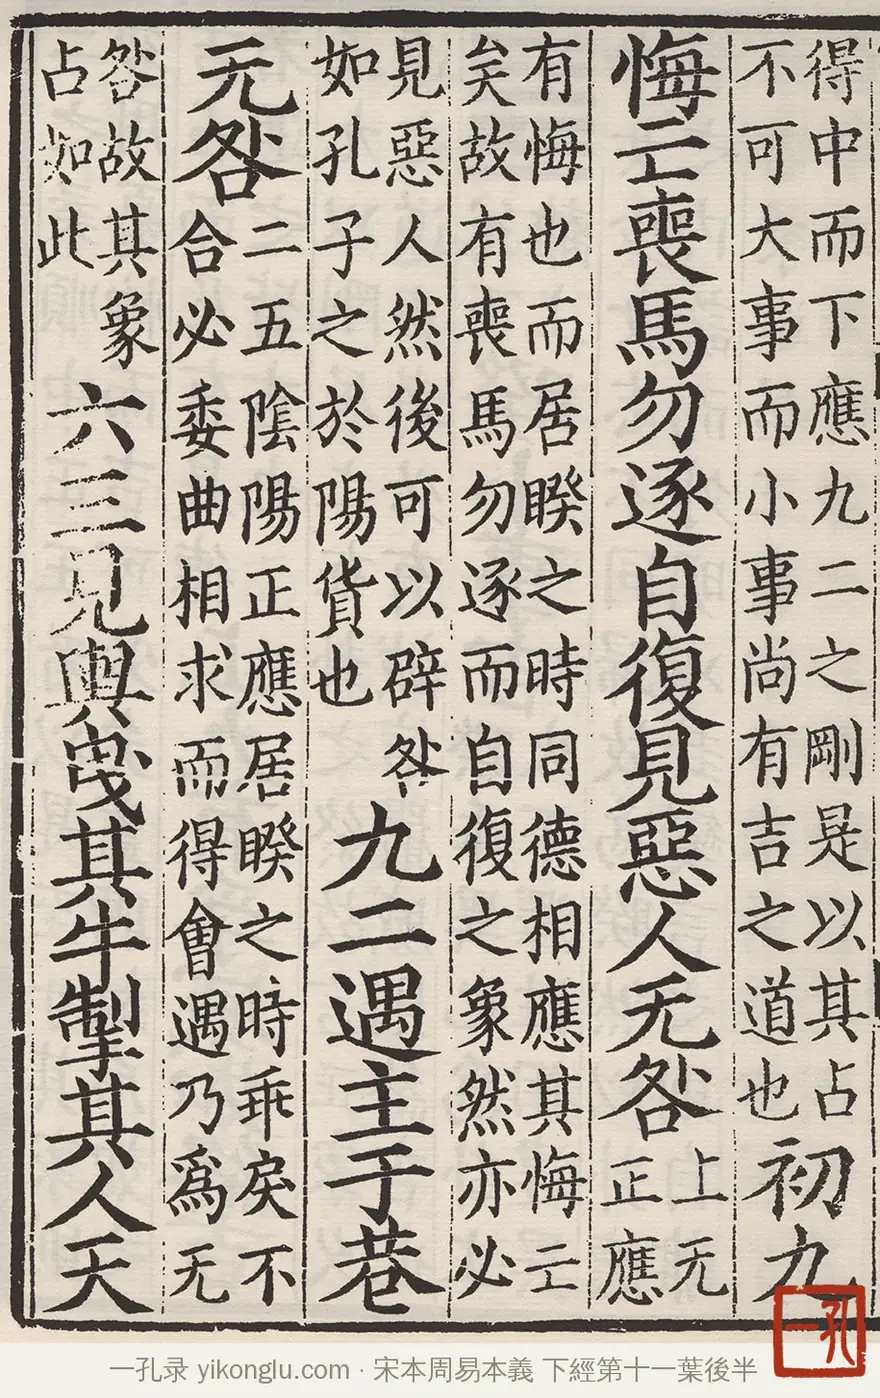 得中而下應九二之剛是以其占
不可大事而小事尚有吉之道也
初九
悔亡喪馬勿逐自復見惡人无咎
上无
正應
有悔也而居睽之時同德相應其悔亡
矣故有喪馬勿逐而自復之象然亦必
見惡人然後可以辟咎
如孔子之於陽貨也
九二遇主于巷
无咎
二五陰陽正應居睽之時乖戾不
合必委曲相求而得會遇乃爲无
咎故其象
占如此
六三見輿曳其牛掣其人天
一孔
一孔录 yikonglu.com · 宋本周易本義 下經第十一葉後半